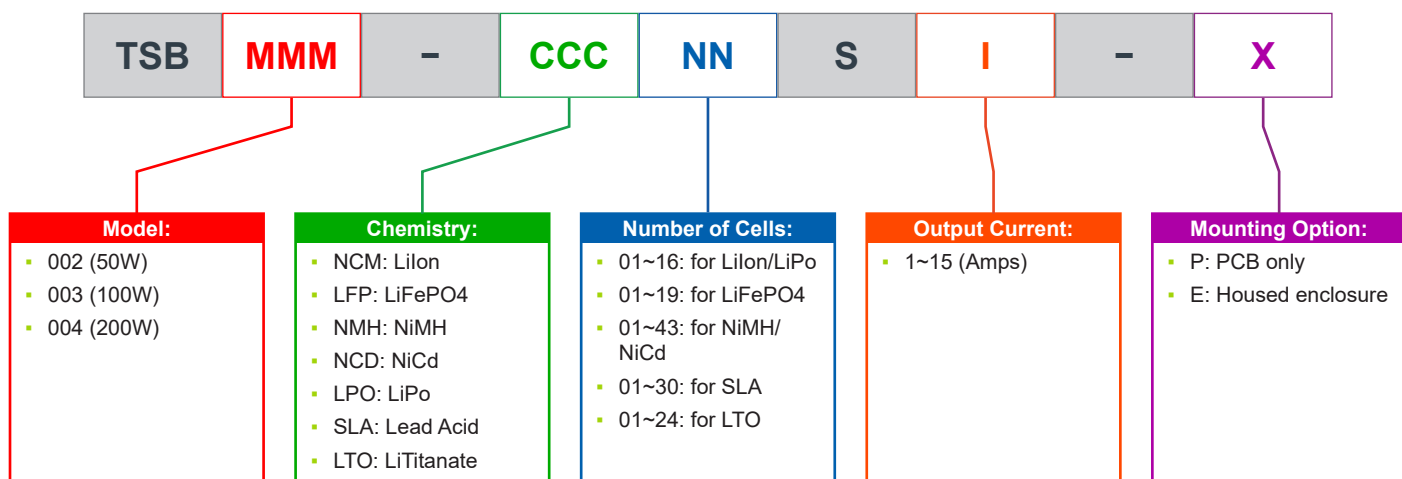 TSB MMM – CCC NN S I – X
Model:
▪ 002 (50W)
▪ 003 (100W)
▪ 004 (200W)
Chemistry:
▪ NCM: LiIon
▪ LFP: LiFePO4
▪ NMH: NiMH
▪ NCD: NiCd
▪ LPO: LiPo
▪ SLA: Lead Acid
▪ LTO: LiTitanate
Number of Cells:
▪ 01~16: for LiIon/LiPo
▪ 01~19: for LiFePO4
▪ 01~43: for NiMH/
NiCd
▪ 01~30: for SLA
▪ 01~24: for LTO
Output Current:
▪ 1~15 (Amps)
Mounting Option:
▪ P: PCB only
▪ E: Housed enclosure